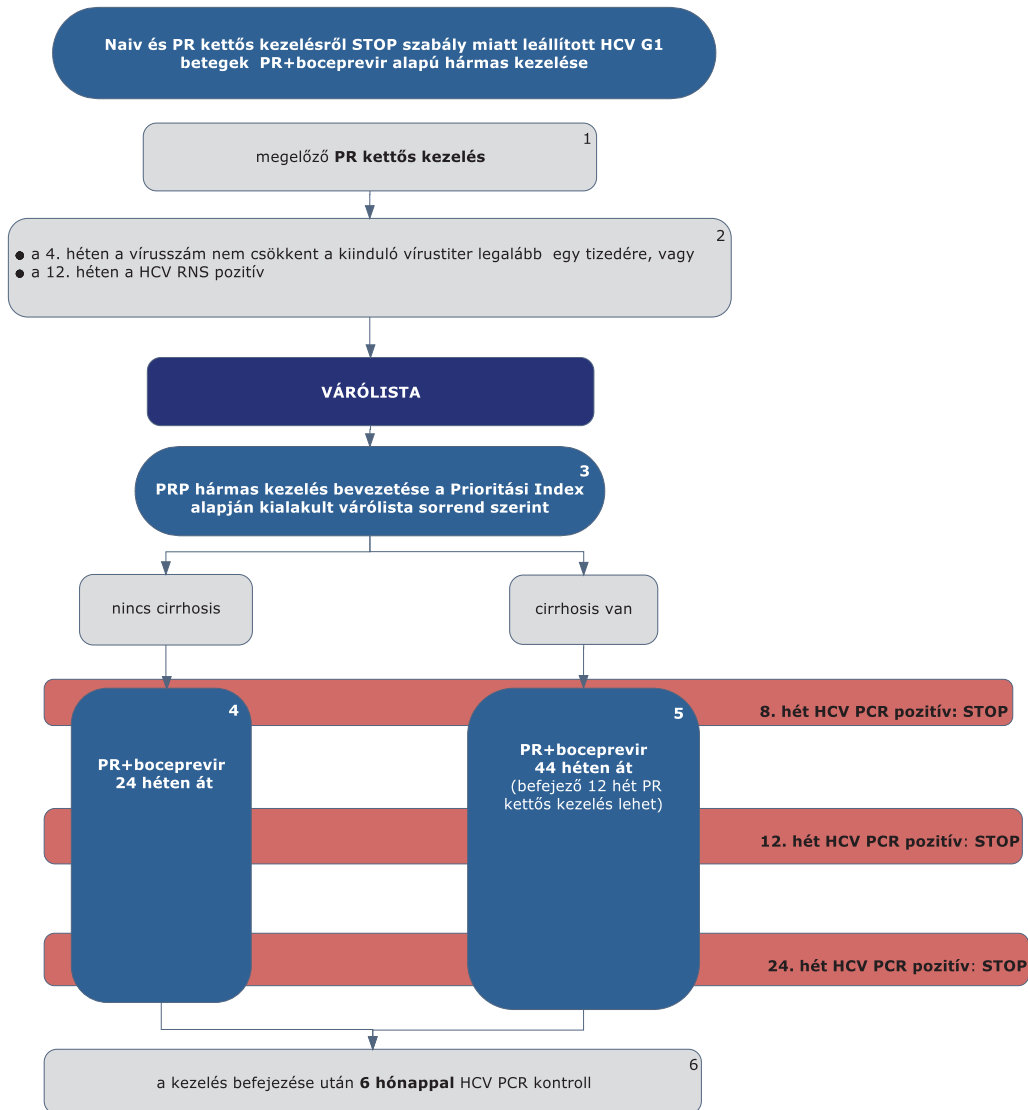 Naiv és PR kettős kezelésről STOP szabály miatt leállított HCV G1
betegek PR+boceprevir alapú hármas kezelése
1
megelőző PR kettős kezelés
2
● a 4. héten a vírusszám nem csökkent a kiinduló vírustiter legalább egy tizedére, vagy
● a 12. héten a HCV RNS pozitív
VÁRÓLISTA
3
PRP hármas kezelés bevezetése a Prioritási Index
alapján kialakult várólista sorrend szerint
nincs cirrhosis
cirrhosis van
8. hét HCV PCR pozitív: STOP
4
PR+boceprevir
24 héten át
5
PR+boceprevir
44 héten át
(befejező 12 hét PR
kettős kezelés lehet)
12. hét HCV PCR pozitív: STOP
24. hét HCV PCR pozitív: STOP
6
a kezelés befejezése után 6 hónappal HCV PCR kontroll